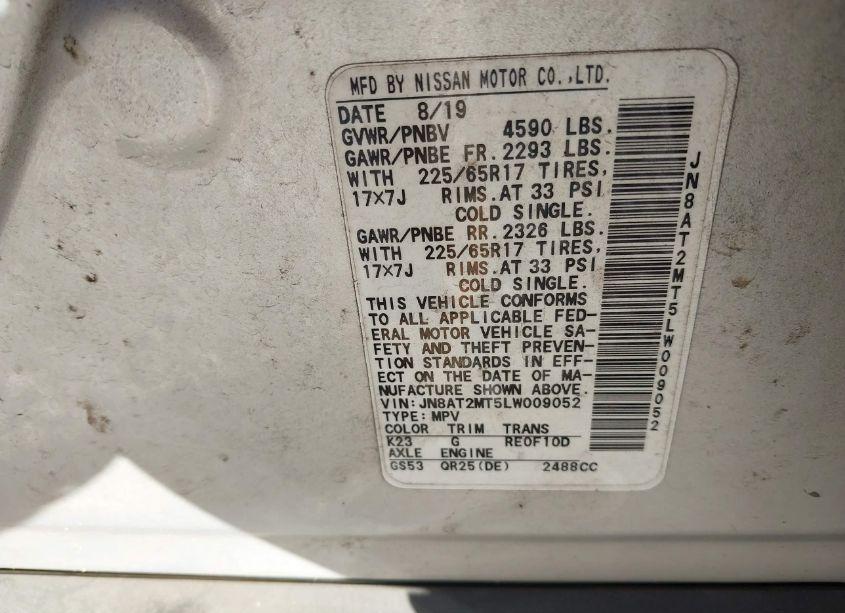 MFD BY NISSAN MOTOR CO.,LTD.
DATE 8/19
GVWR/PNBV 4590 LBS.
GAWR/PNBE FR. 2293 LBS.
WITH 225/65R17 TIRES,
17×7J RIMS. AT 33 PSI
COLD SINGLE.
GAWR/PNBE RR. 2326 LBS.
WITH 225/65R17 TIRES,
17×7J RIMS. AT 33 PSI
COLD SINGLE.
THIS VEHICLE CONFORMS
TO ALL APPLICABLE FED-
ERAL MOTOR VEHICLE SA-
FETY AND THEFT PREVEN-
TION STANDARDS IN EFF-
ECT ON THE DATE OF MA-
NUFACTURE SHOWN ABOVE.
VIN:JN8AT2MT5LW009052
TYPE:MPV
COLOR TRIM TRANS
K23 G RE0F10D
AXLE ENGINE
GS53 QR25(DE) 2488CC
JN8AT2MT5LW009052